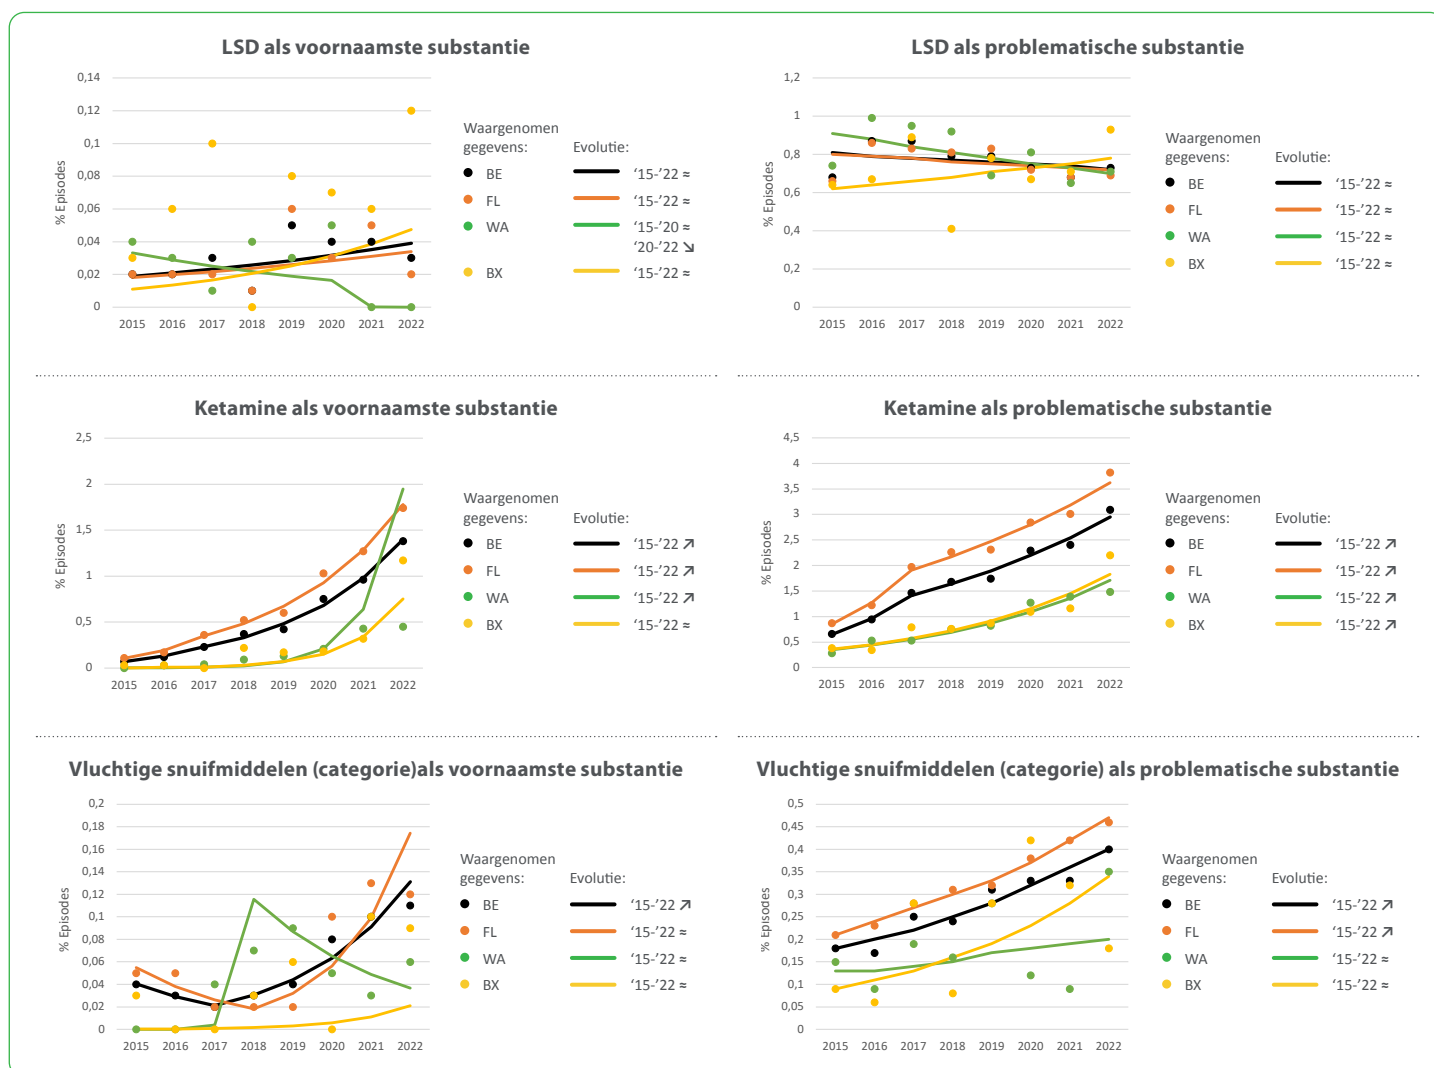 LSD als voornaamste substantie
0,14
0,12
0,1
0,08
0,06
0,04
0,02
0
% Episodes
2015 2016 2017 2018 2019 2020 2021 2022
Waargenomen
gegevens: Evolutie:
BE '15-'22 ≈
FL '15-'22 ≈
WA '15-'20 ≈
'20-'22 ↘
BX '15-'22 ≈
LSD als problematische substantie
1,2
1
0,8
0,6
0,4
0,2
0
% Episodes
2015 2016 2017 2018 2019 2020 2021 2022
Waargenomen
gegevens: Evolutie:
BE '15-'22 ≈
FL '15-'22 ≈
WA '15-'22 ≈
BX '15-'22 ≈
Ketamine als voornaamste substantie
2,5
2
1,5
1
0,5
0
% Episodes
2015 2016 2017 2018 2019 2020 2021 2022
Waargenomen
gegevens: Evolutie:
BE '15-'22 ↗
FL '15-'22 ↗
WA '15-'22 ↗
BX '15-'22 ≈
Ketamine als problematische substantie
4,5
4
3,5
3
2,5
2
1,5
1
0,5
0
% Episodes
2015 2016 2017 2018 2019 2020 2021 2022
Waargenomen
gegevens: Evolutie:
BE '15-'22 ↗
FL '15-'22 ↗
WA '15-'22 ↗
BX '15-'22 ↗
Vluchtige snuifmiddelen (categorie)als voornaamste substantie
0,2
0,18
0,16
0,14
0,12
0,1
0,08
0,06
0,04
0,02
0
% Episodes
2015 2016 2017 2018 2019 2020 2021 2022
Waargenomen
gegevens: Evolutie:
BE '15-'22 ↗
FL '15-'22 ≈
WA '15-'22 ≈
BX '15-'22 ≈
Vluchtige snuifmiddelen (categorie) als problematische substantie
0,5
0,45
0,4
0,35
0,3
0,25
0,2
0,15
0,1
0,05
0
% Episodes
2015 2016 2017 2018 2019 2020 2021 2022
Waargenomen
gegevens: Evolutie:
BE '15-'22 ↗
FL '15-'22 ↗
WA '15-'22 ≈
BX '15-'22 ≈